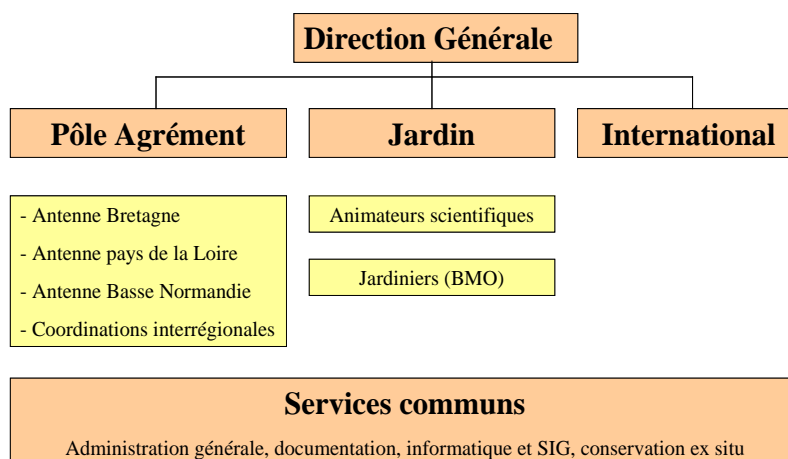 Direction Générale
Pôle Agrément
Jardin
International
- Antenne Bretagne
- Antenne pays de la Loire
- Antenne Basse Normandie
- Coordinations interrégionales
Animateurs scientifiques
Jardiniers (BMO)
Services communs
Administration générale, documentation, informatique et SIG, conservation ex situ